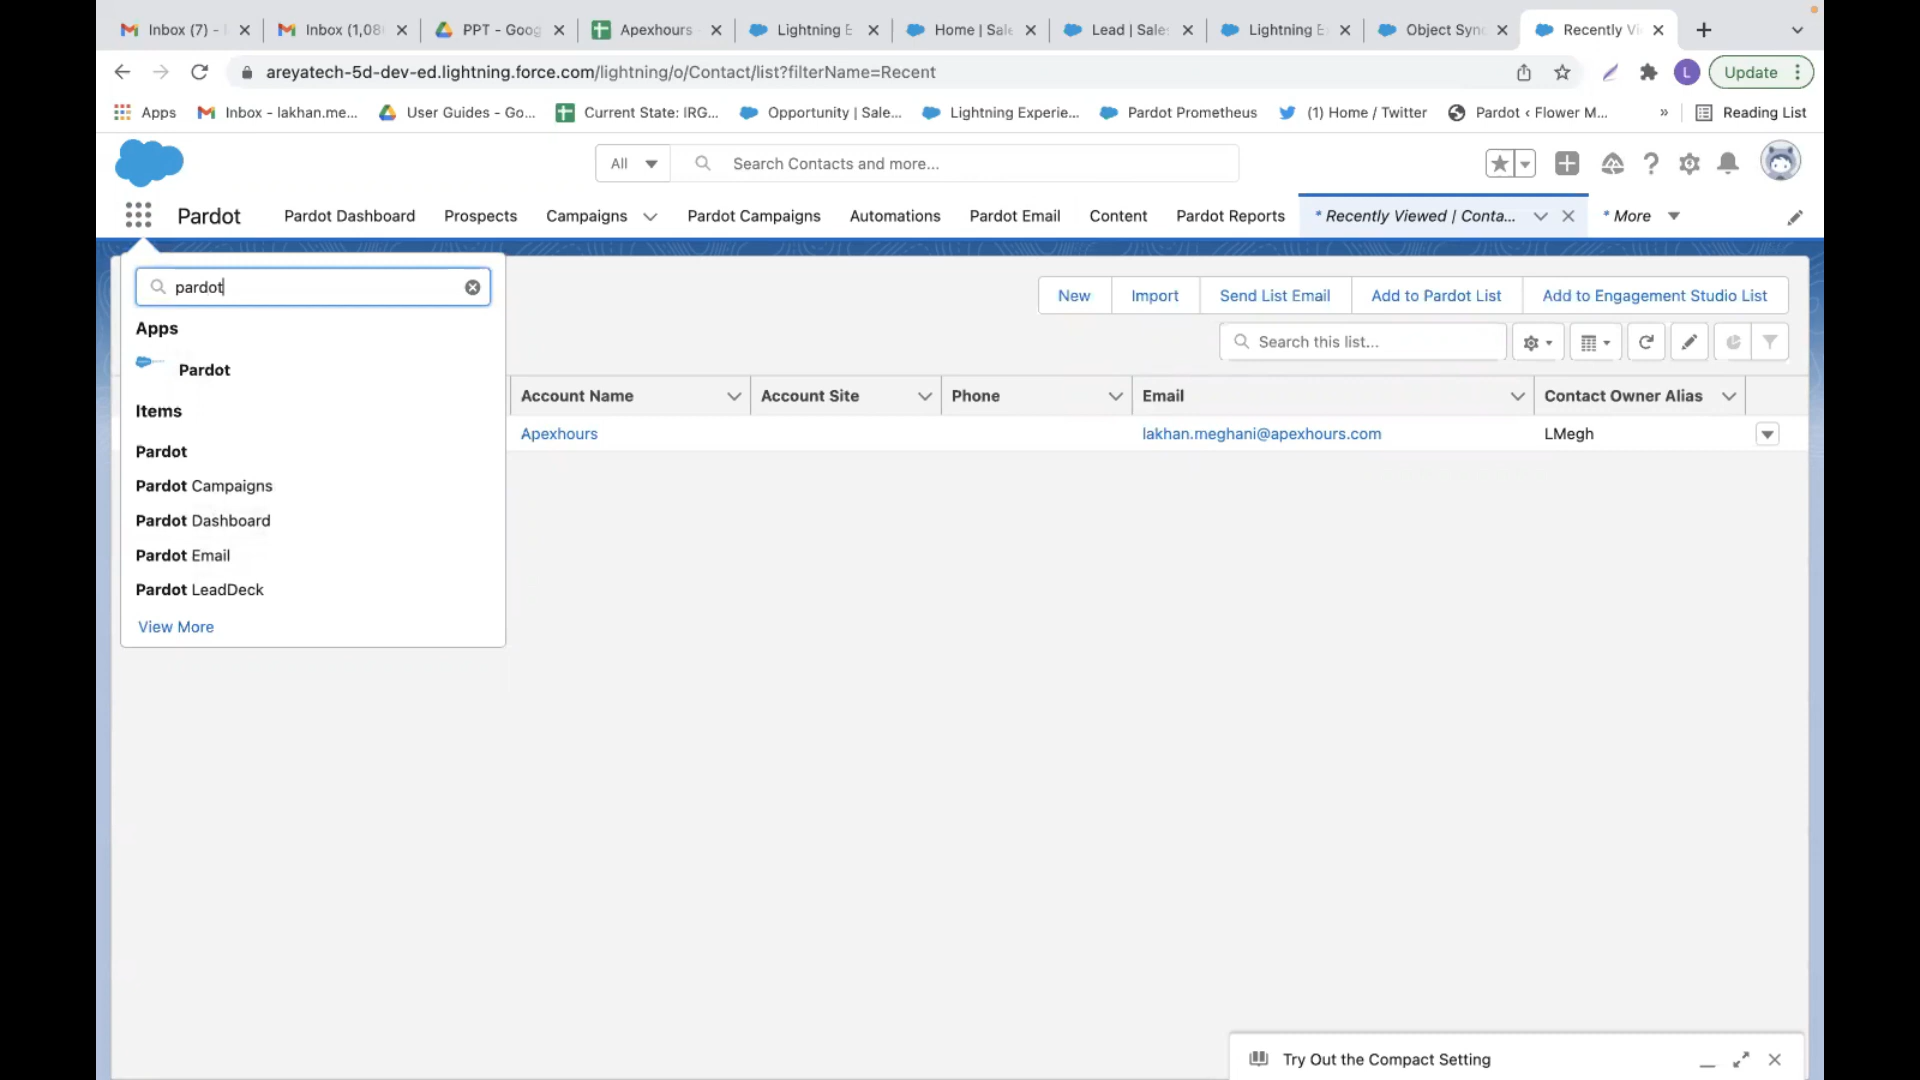 Inbox (7) -
Inbox (1,08
PPT - Goog
Apexhours
Lightning E
Home | Sale
Lead | Sales
Lightning E
Object Sync
Recently Vi
areyatech-5d-dev-ed.lightning.force.com/lightning/o/Contact/list?filterName=Recent
L
Update
Apps
Inbox - lakhan.me...
User Guides - Go...
Current State: IRG...
Opportunity | Sale...
Lightning Experie...
Pardot Prometheus
(1) Home / Twitter
Pardot ‹ Flower M...
»
Reading List
All
Search Contacts and more...
Pardot
Pardot Dashboard
Prospects
Campaigns
Pardot Campaigns
Automations
Pardot Email
Content
Pardot Reports
* Recently Viewed | Conta...
* More
pardot
Apps
Pardot
Items
Pardot
Pardot Campaigns
Pardot Dashboard
Pardot Email
Pardot LeadDeck
View More
New
Import
Send List Email
Add to Pardot List
Add to Engagement Studio List
Search this list...
Account Name
Account Site
Phone
Email
Contact Owner Alias
Apexhours
lakhan.meghani@apexhours.com
LMegh
Try Out the Compact Setting